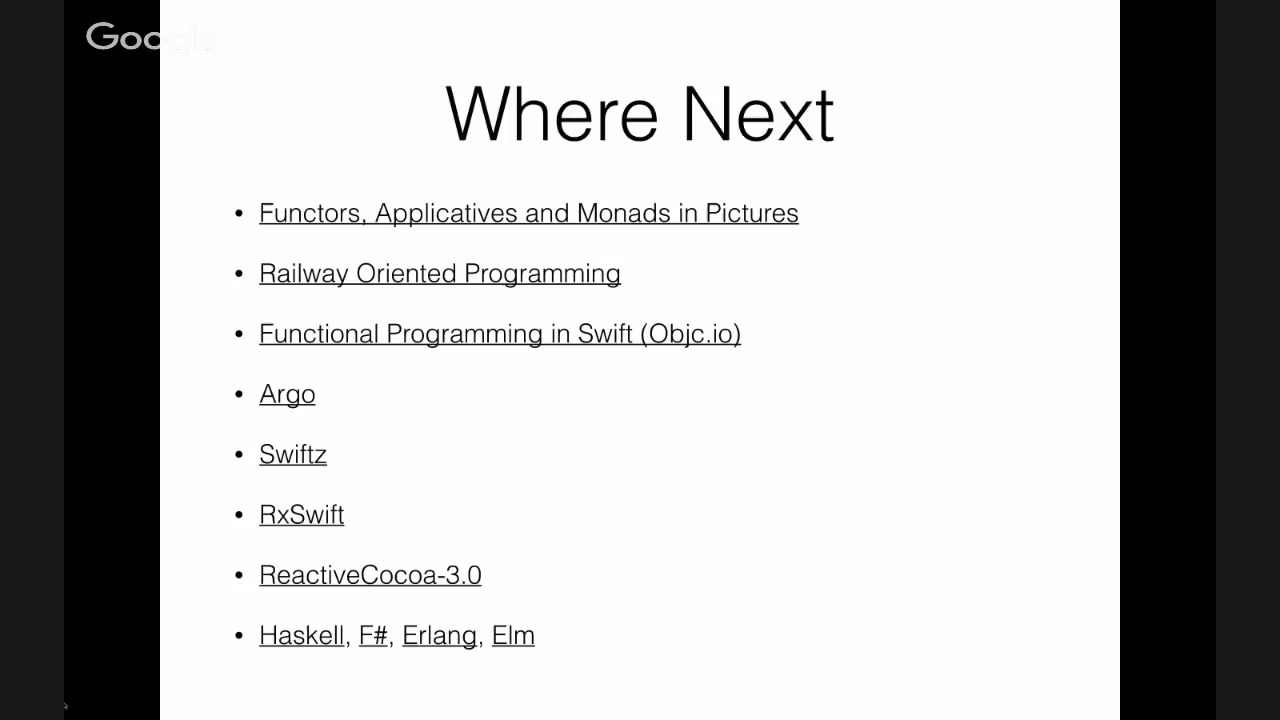 Google
Where Next
• Functors, Applicatives and Monads in Pictures
• Railway Oriented Programming
• Functional Programming in Swift (Objc.io)
• Argo
• Swiftz
• RxSwift
• ReactiveCocoa-3.0
• Haskell, F#, Erlang, Elm